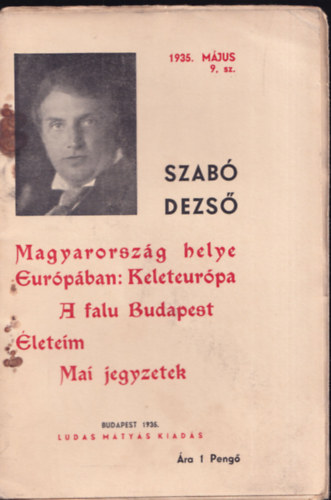 1935. MÁJUS
9. sz.
SZABÓ
DEZSŐ
Magyarország helye
Európában: Keleteurópa
A falu Budapest
Életeim
Mai jegyzetek
BUDAPEST 1935.
LUDAS MÁTYÁS KIADÁS
Ára 1 Pengő